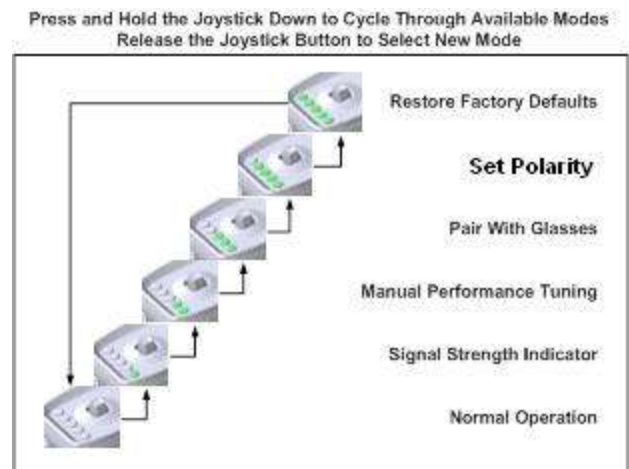 Press and Hold the Joystick Down to Cycle Through Available Modes
Release the Joystick Button to Select New Mode
Restore Factory Defaults
Set Polarity
Pair With Glasses
Manual Performance Tuning
Signal Strength Indicator
Normal Operation